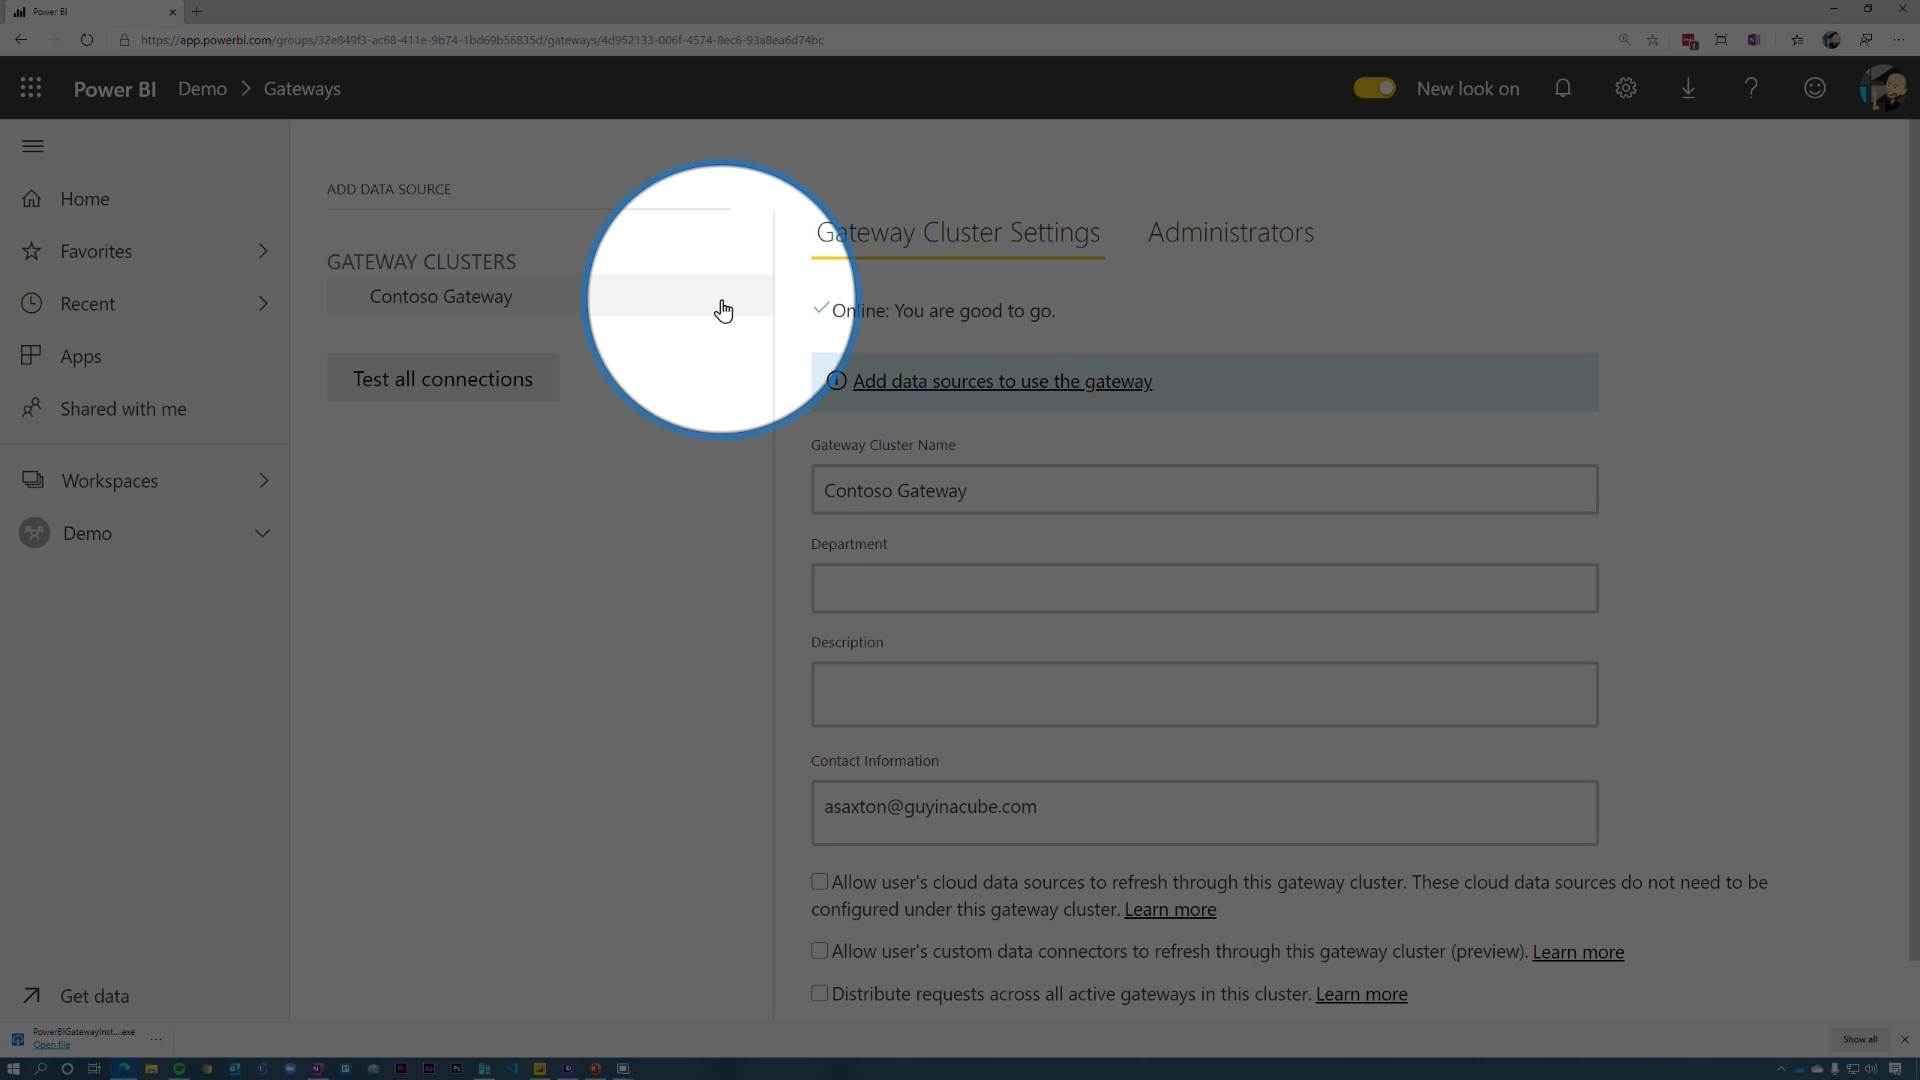 Power BI
https://app.powerbi.com/groups/32e849f3-ac68-411e-9b74-1bd69b56835d/gateways/4d952133-006f-4574-8ec6-93a8ea6d74bc
Power BI Demo > Gateways
New look on
Home
Favorites
Recent
Apps
Shared with me
Workspaces
Demo
Get data
ADD DATA SOURCE
GATEWAY CLUSTERS
Contoso Gateway
Test all connections
Gateway Cluster Settings Administrators
Online: You are good to go.
Add data sources to use the gateway
Gateway Cluster Name
Contoso Gateway
Department
Description
Contact Information
asaxton@guyinacube.com
Allow user's cloud data sources to refresh through this gateway cluster. These cloud data sources do not need to be
configured under this gateway cluster. Learn more
Allow user's custom data connectors to refresh through this gateway cluster (preview). Learn more
Distribute requests across all active gateways in this cluster. Learn more
PowerBIGatewayInst....exe
Open file
Show all